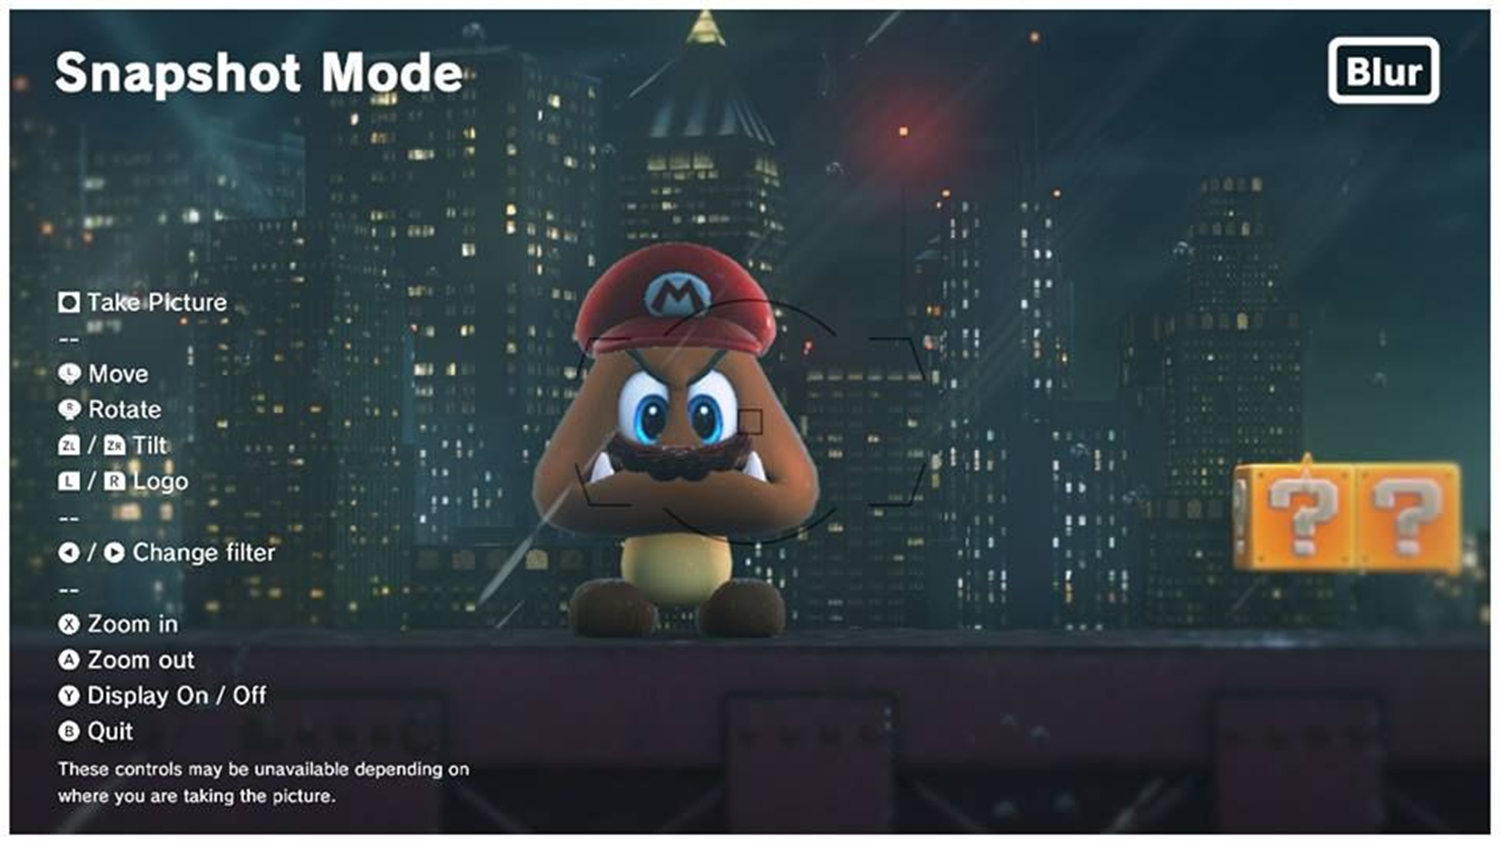 Snapshot Mode
Blur
Take Picture
--
L Move
R Rotate
ZL / ZR Tilt
L / R Logo
--
/ Change filter
--
X Zoom in
A Zoom out
Y Display On / Off
B Quit
These controls may be unavailable depending on
where you are taking the picture.
M
? ?